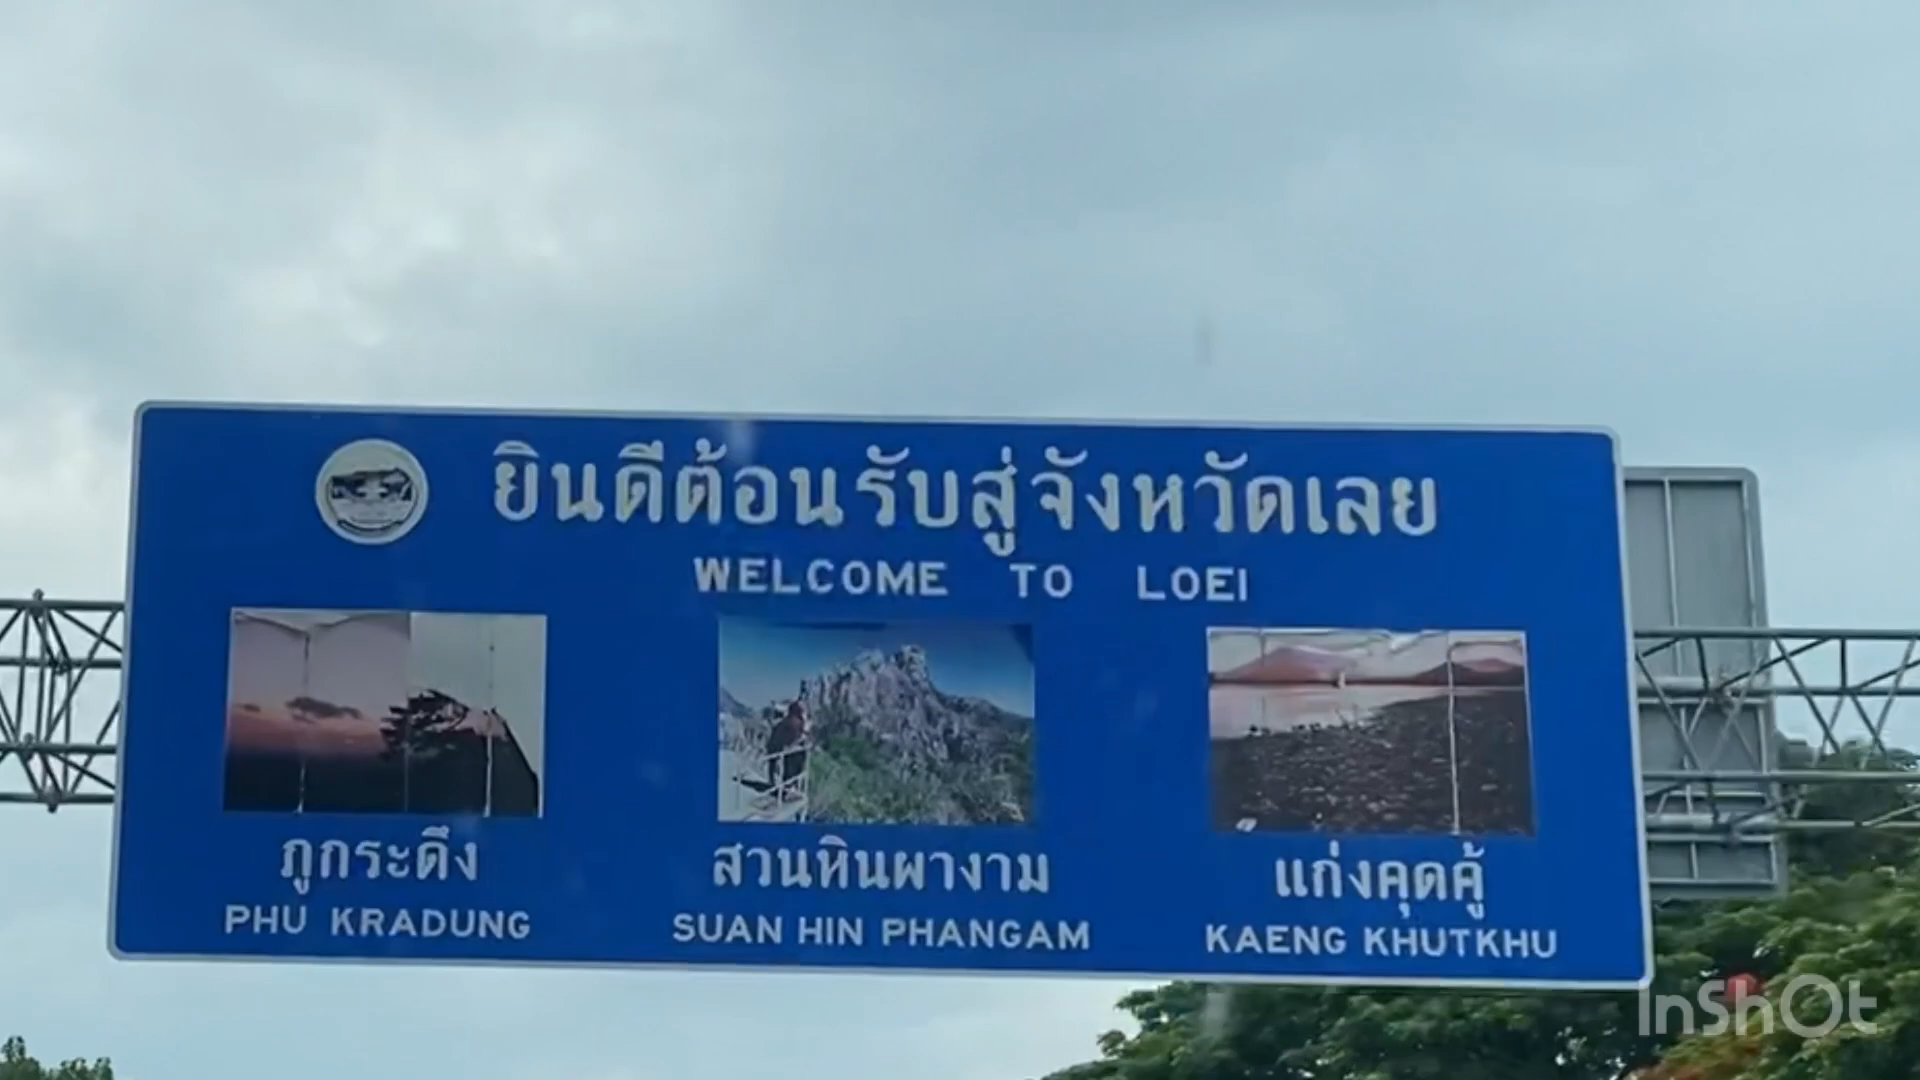 ยินดีต้อนรับสู่จังหวัดเลย
WELCOME TO LOEI
ภูกระดึง
PHU KRADUNG
สวนหินผางาม
SUAN HIN PHANGAM
แก่งคุดคู้
KAENG KHUTKHU
InShOt